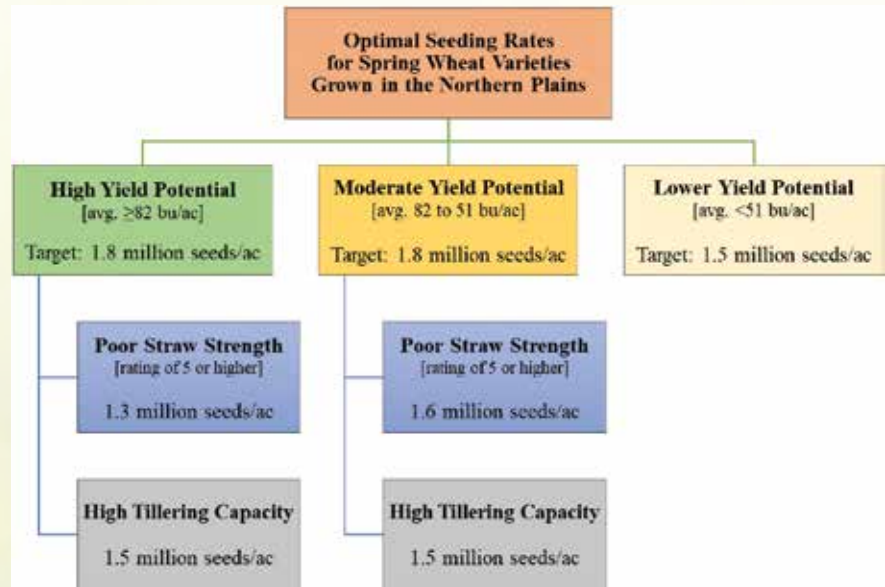 Optimal Seeding Rates
for Spring Wheat Varieties
Grown in the Northern Plains
High Yield Potential
[avg. ≥82 bu/ac]
Target: 1.8 million seeds/ac
Moderate Yield Potential
[avg. 82 to 51 bu/ac]
Target: 1.8 million seeds/ac
Lower Yield Potential
[avg. <51 bu/ac]
Target: 1.5 million seeds/ac
Poor Straw Strength
[rating of 5 or higher]
1.3 million seeds/ac
Poor Straw Strength
[rating of 5 or higher]
1.6 million seeds/ac
High Tillering Capacity
1.5 million seeds/ac
High Tillering Capacity
1.5 million seeds/ac